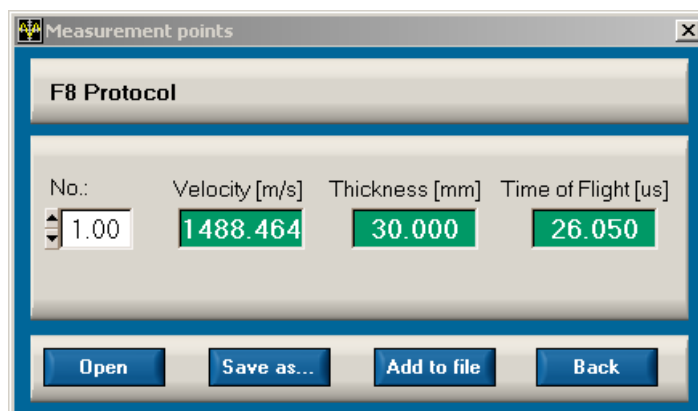 Measurement points
F8 Protocol
No.: Velocity [m/s] Thickness [mm] Time of Flight [us]
1.00 1488.464 30.000 26.050
Open Save as... Add to file Back